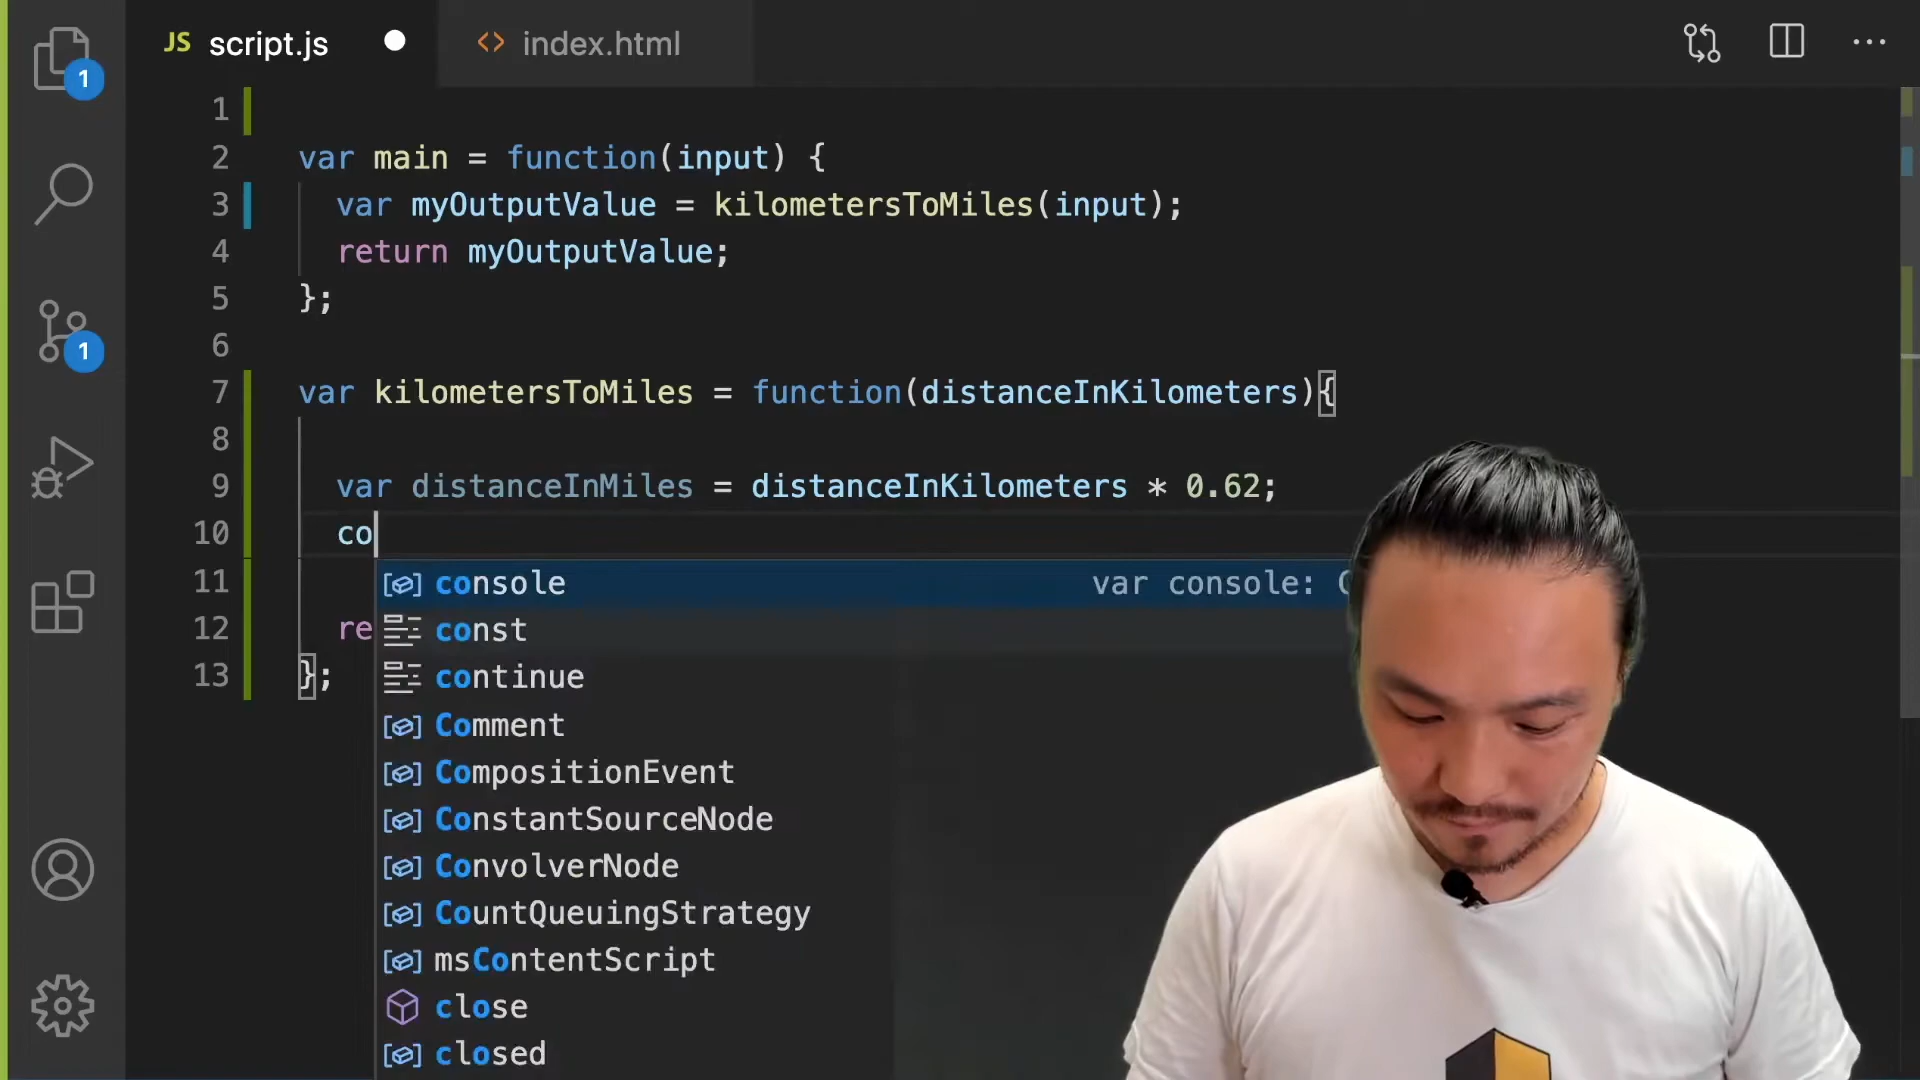 JS script.js
<> index.html
1
1
1
2 var main = function(input) {
3 var myOutputValue = kilometersToMiles(input);
4 return myOutputValue;
5 };
6
7 var kilometersToMiles = function(distanceInKilometers){
8
9 var distanceInMiles = distanceInKilometers * 0.62;
10 co
11 console var console:
12 re const
13 }; continue
Comment
CompositionEvent
ConstantSourceNode
ConvolverNode
CountQueuingStrategy
msContentScript
close
closed